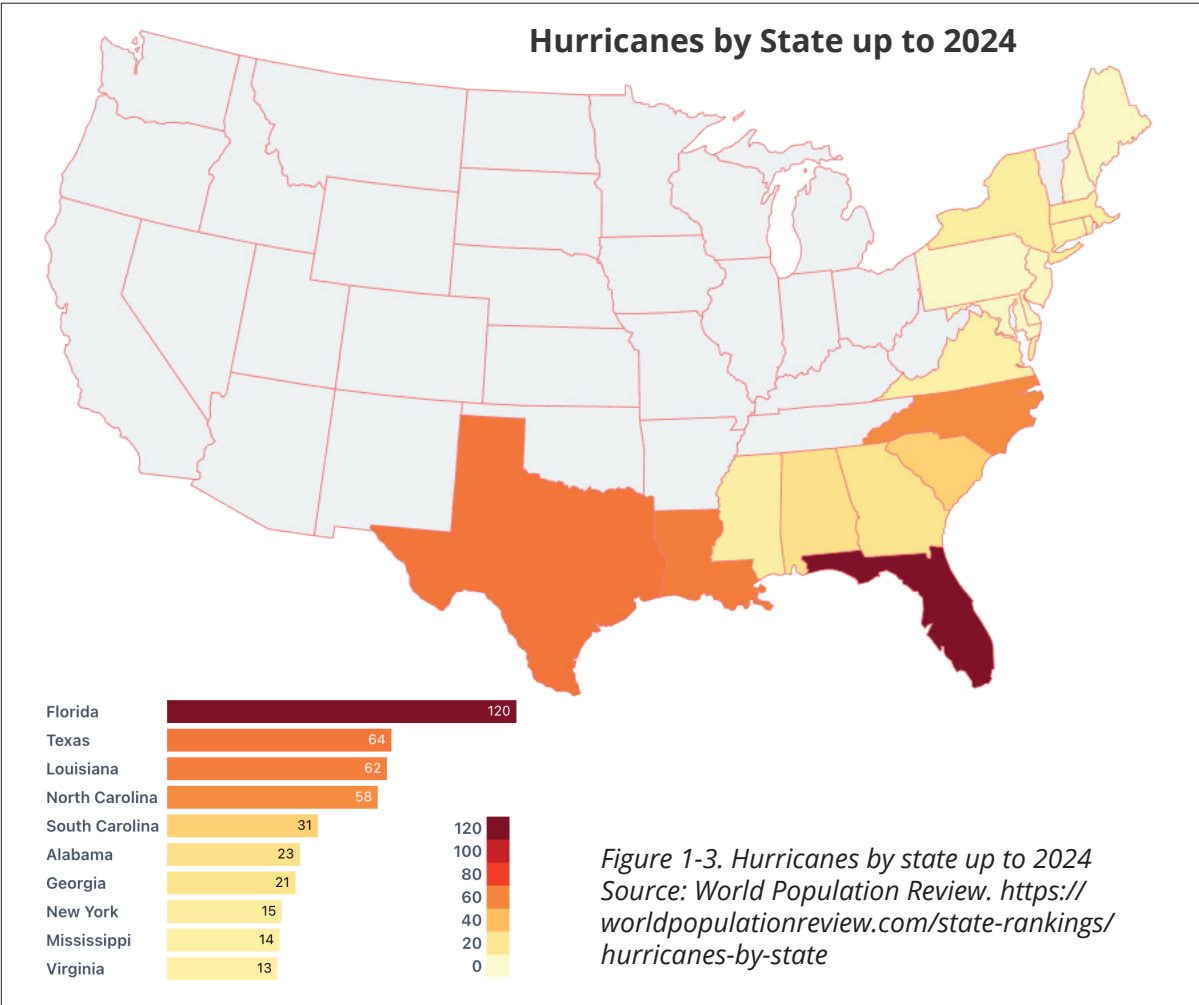 Hurricanes by State up to 2024
Florida 120
Texas 64
Louisiana 62
North Carolina 58
South Carolina 31
Alabama 23
Georgia 21
New York 15
Mississippi 14
Virginia 13
120
100
80
60
40
20
0
Figure 1-3. Hurricanes by state up to 2024
Source: World Population Review. https://
worldpopulationreview.com/state-rankings/
hurricanes-by-state